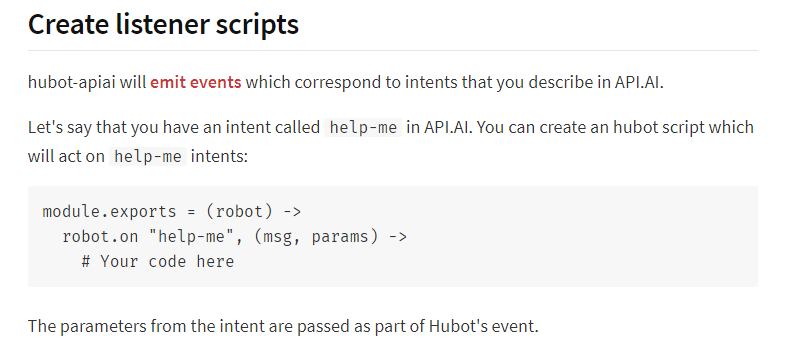 Create listener scripts
hubot-apiai will emit events which correspond to intents that you describe in API.AI.
Let's say that you have an intent called help-me in API.AI. You can create an hubot script which
will act on help-me intents:
module.exports = (robot) ->
  robot.on "help-me", (msg, params) ->
    # Your code here
The parameters from the intent are passed as part of Hubot's event.